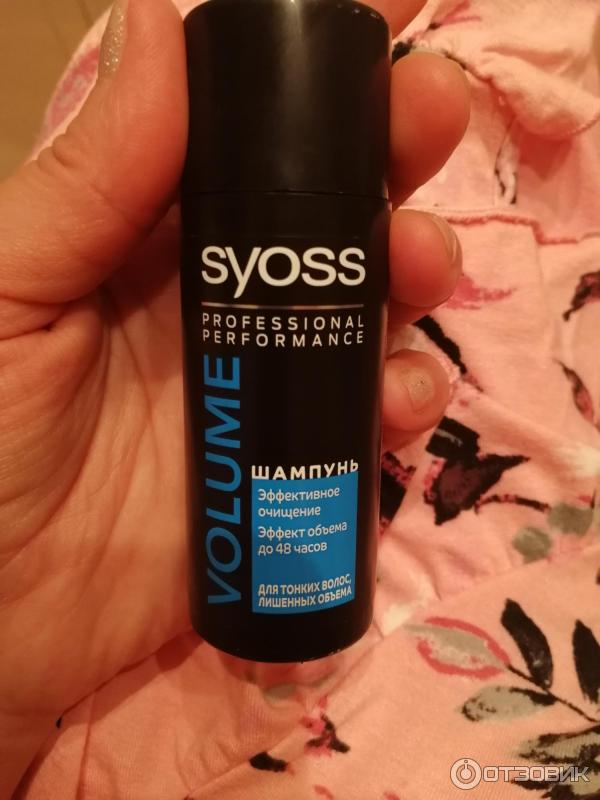 syoss
PROFESSIONAL
PERFORMANCE
VOLUME
ШАМПУНЬ
Эффективное
очищение
Эффект объема
до 48 часов
ДЛЯ ТОНКИХ ВОЛОС,
ЛИШЕННЫХ ОБЪЕМА
ОТЗОВИК